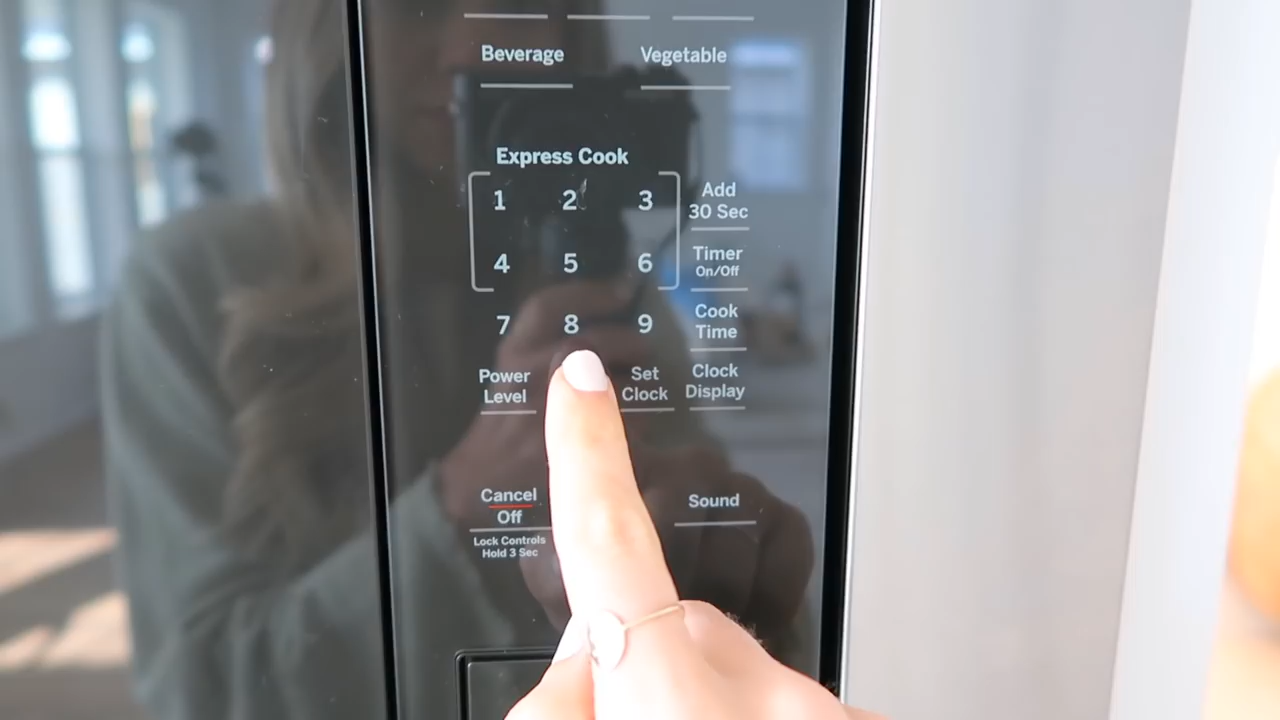 Beverage Vegetable
Express Cook
1 2 3 Add
30 Sec
4 5 6 Timer
On/Off
7 8 9 Cook
Time
Power Set Clock
Level Clock Display
Cancel Sound
Off
Lock Controls
Hold 3 Sec